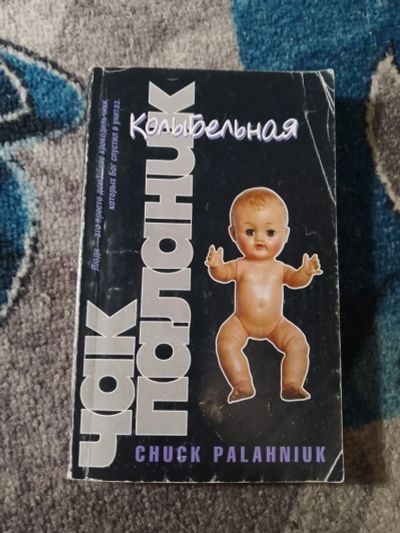 Люди — это просто домашние крокодильчики,
которых Бог спустил в унитаз.
ЧАК
ПАЛАНИК
Колыбельная
CHUCK PALAHNIUK